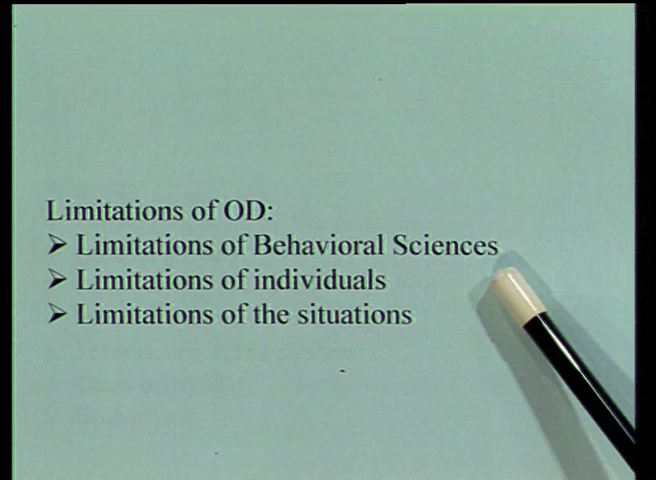 Limitations of OD:
➢ Limitations of Behavioral Sciences
➢ Limitations of individuals
➢ Limitations of the situations